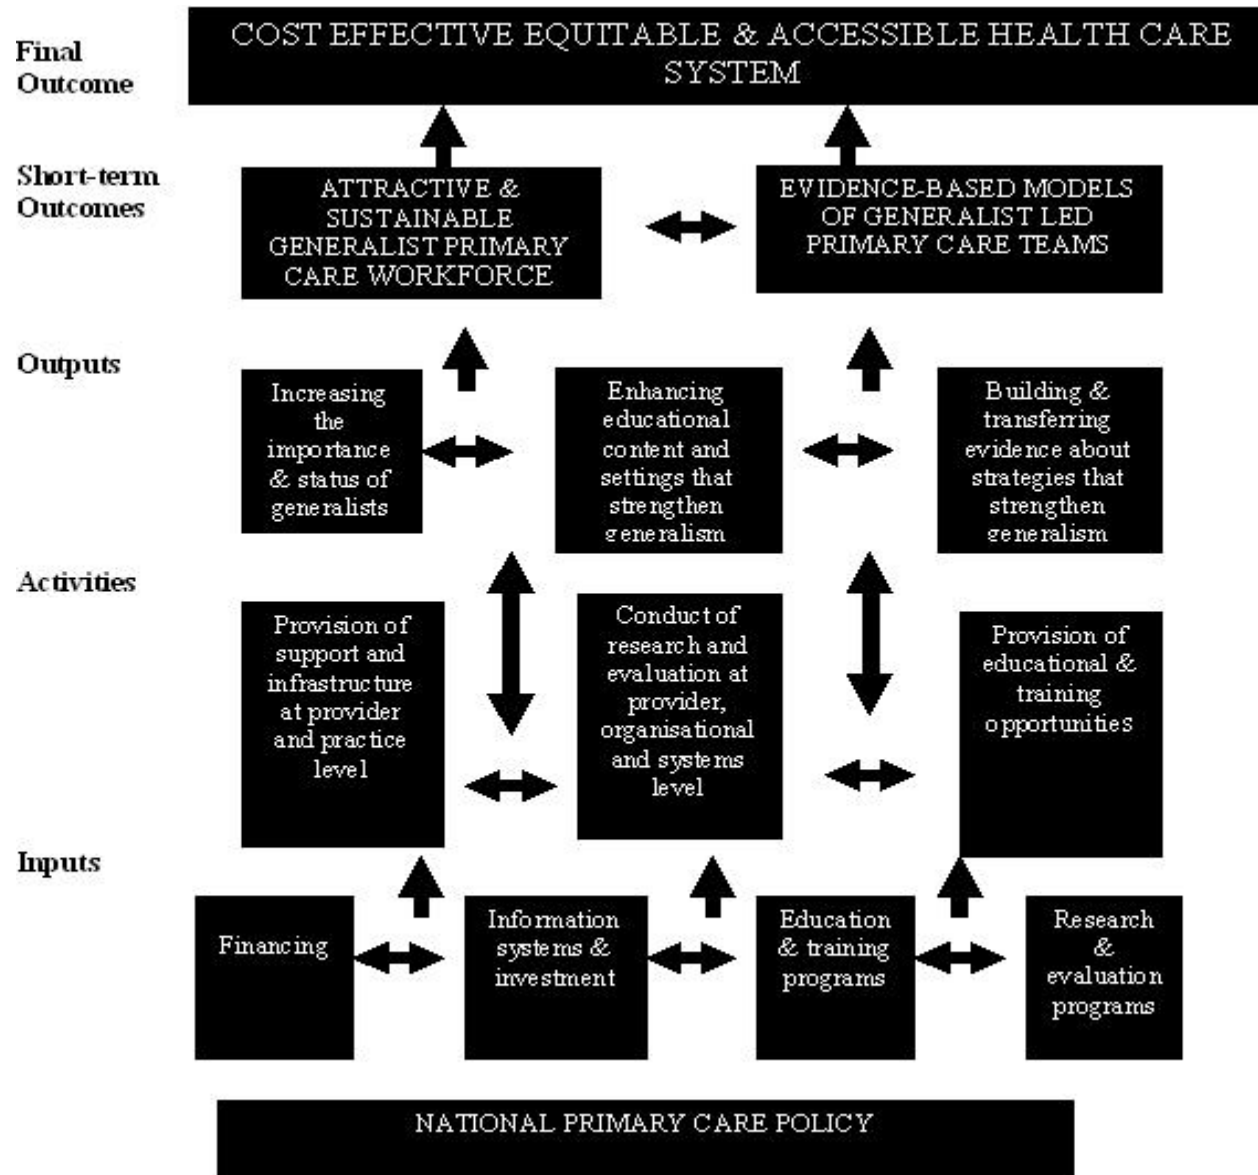 Final
Outcome
COST EFFECTIVE EQUITABLE & ACCESSIBLE HEALTH CARE
SYSTEM
Short-term
Outcomes
ATTRACTIVE &
SUSTAINABLE
GENERALIST PRIMARY
CARE WORKFORCE
EVIDENCE-BASED MODELS
OF GENERALIST LED
PRIMARY CARE TEAMS
Outputs
Increasing
the
importance
& status of
generalists
Enhancing
educational
content and
settings that
strengthen
generalism
Building &
transferring
evidence about
strategies that
strengthen
generalism
Activities
Provision of
support and
infrastructure
at provider
and practice
level
Conduct of
research and
evaluation at
provider,
organisational
and systems
level
Provision of
educational &
training
opportunities
Inputs
Financing
Information
systems &
investment
Education
& training
programs
Research
&
evaluation
programs
NATIONAL PRIMARY CARE POLICY